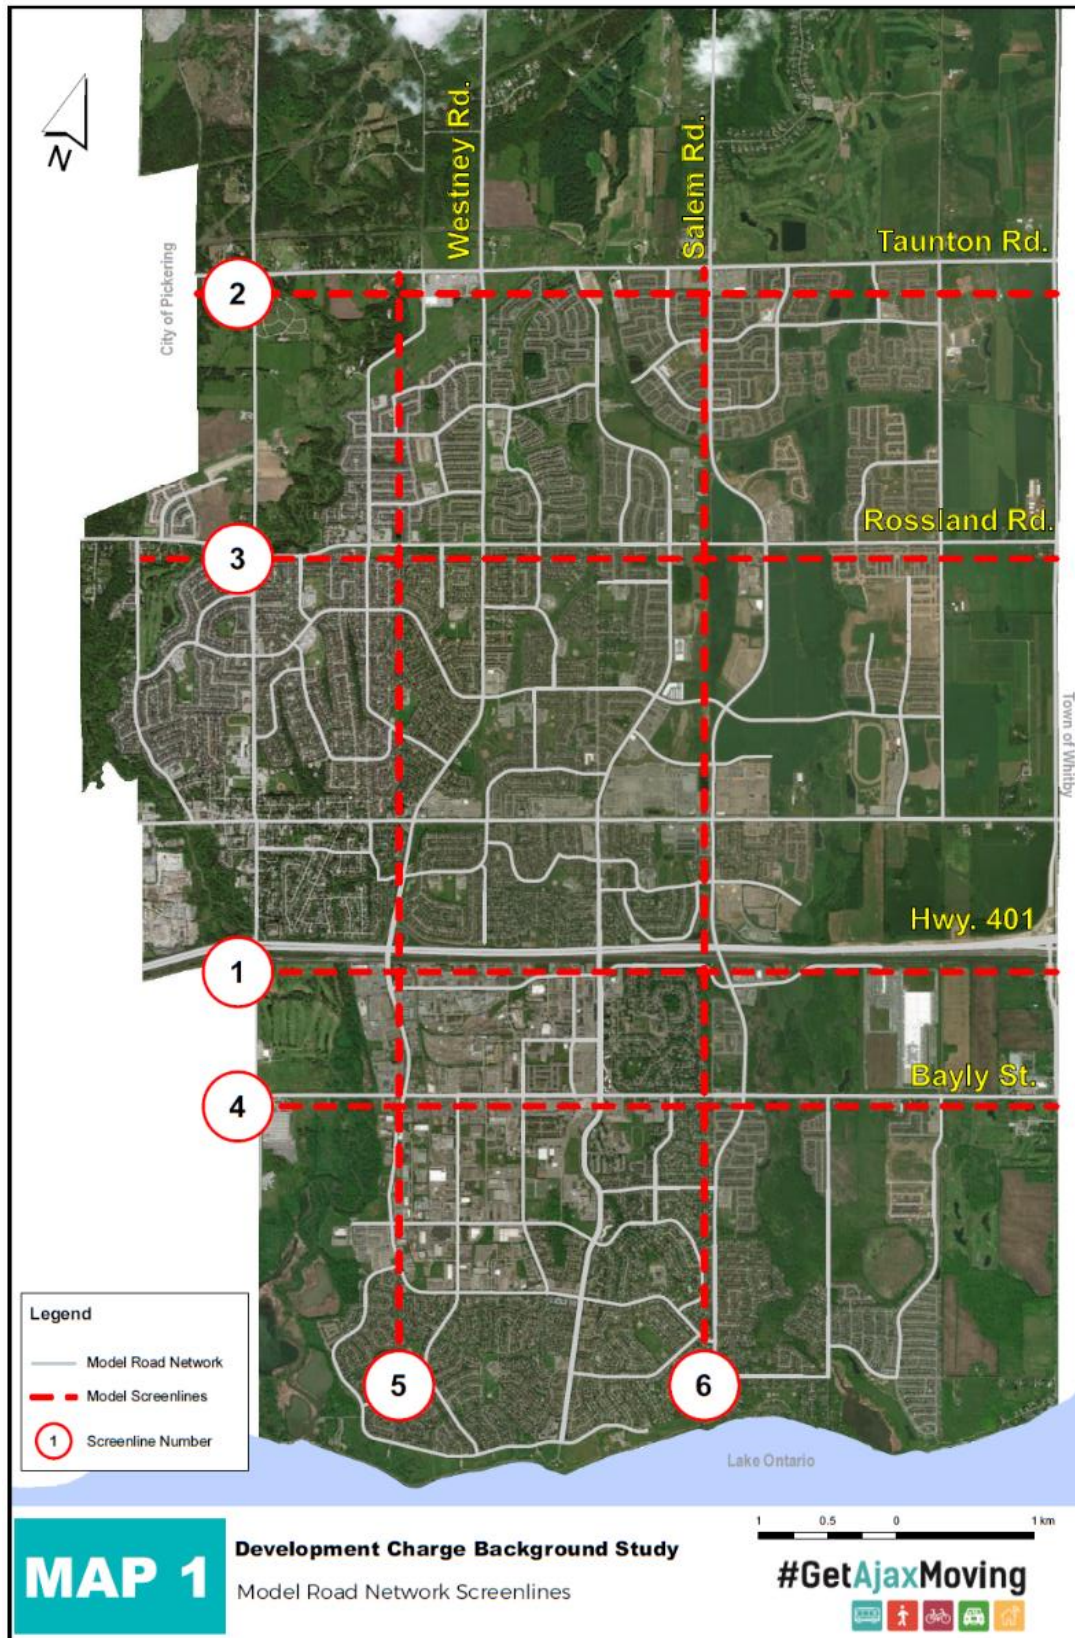 N
Westney Rd.
Salem Rd.
Taunton Rd.
City of Pickering
2
Rossland Rd.
3
Town of Whitby
Hwy. 401
1
Bayly St.
4
Legend
Model Road Network
Model Screenlines
1 Screenline Number
5
6
Lake Ontario
MAP 1
Development Charge Background Study
Model Road Network Screenlines
1 0.5 0 1 km
#GetAjaxMoving